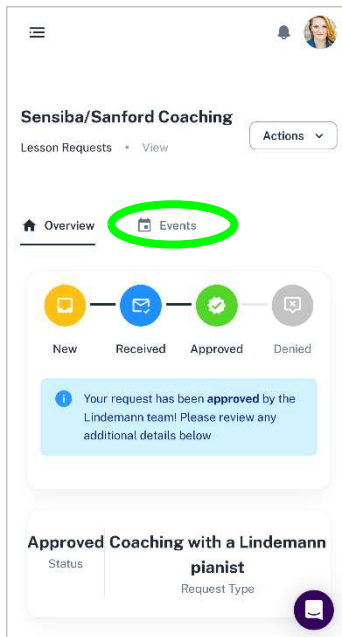 Sensiba/Sanford Coaching
Actions
Lesson Requests • View
Overview
Events
New
Received
Approved
Denied
Your request has been approved by the
Lindemann team! Please review any
additional details below
Approved
Status
Coaching with a Lindemann
pianist
Request Type